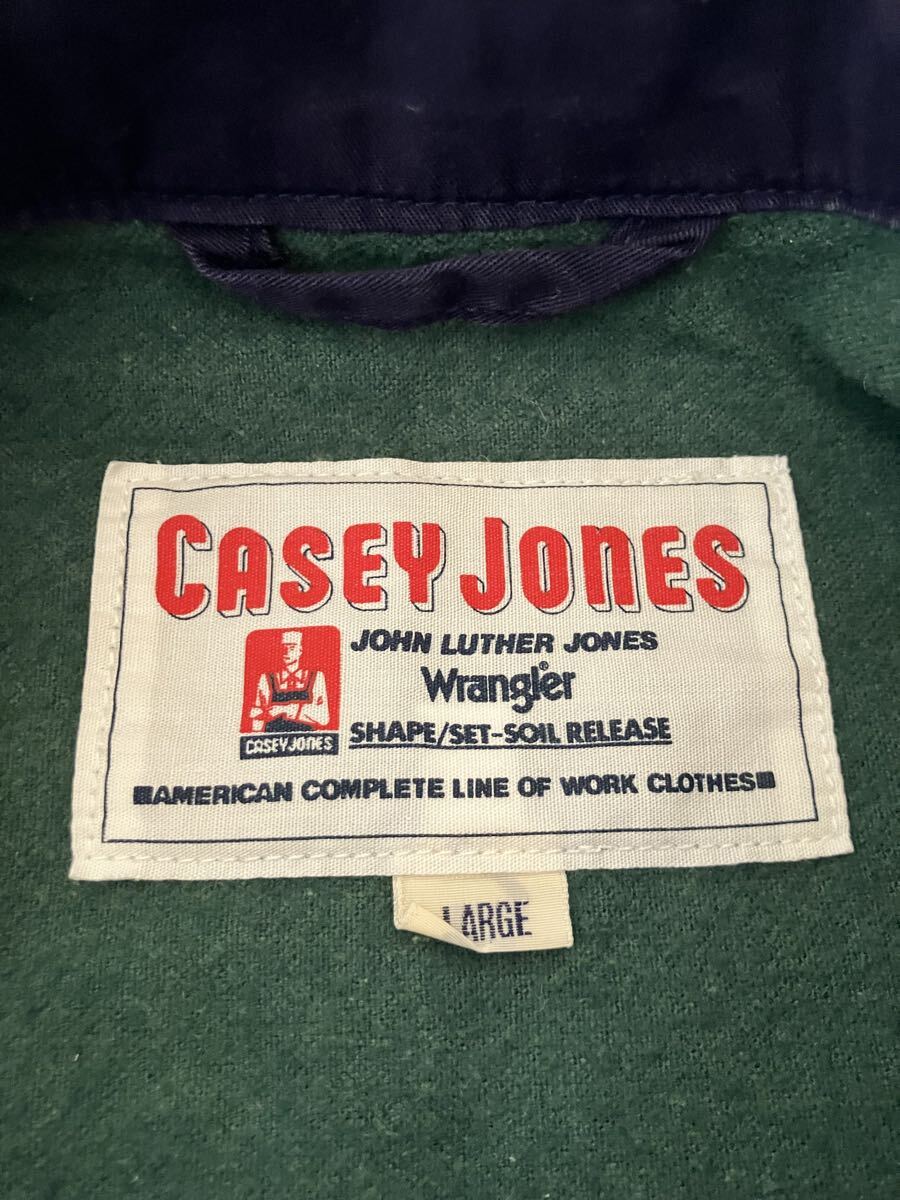 CASEY JONES
JOHN LUTHER JONES
Wrangler®
CASEY JONES
SHAPE/SET-SOIL RELEASE
AMERICAN COMPLETE LINE OF WORK CLOTHES
LARGE